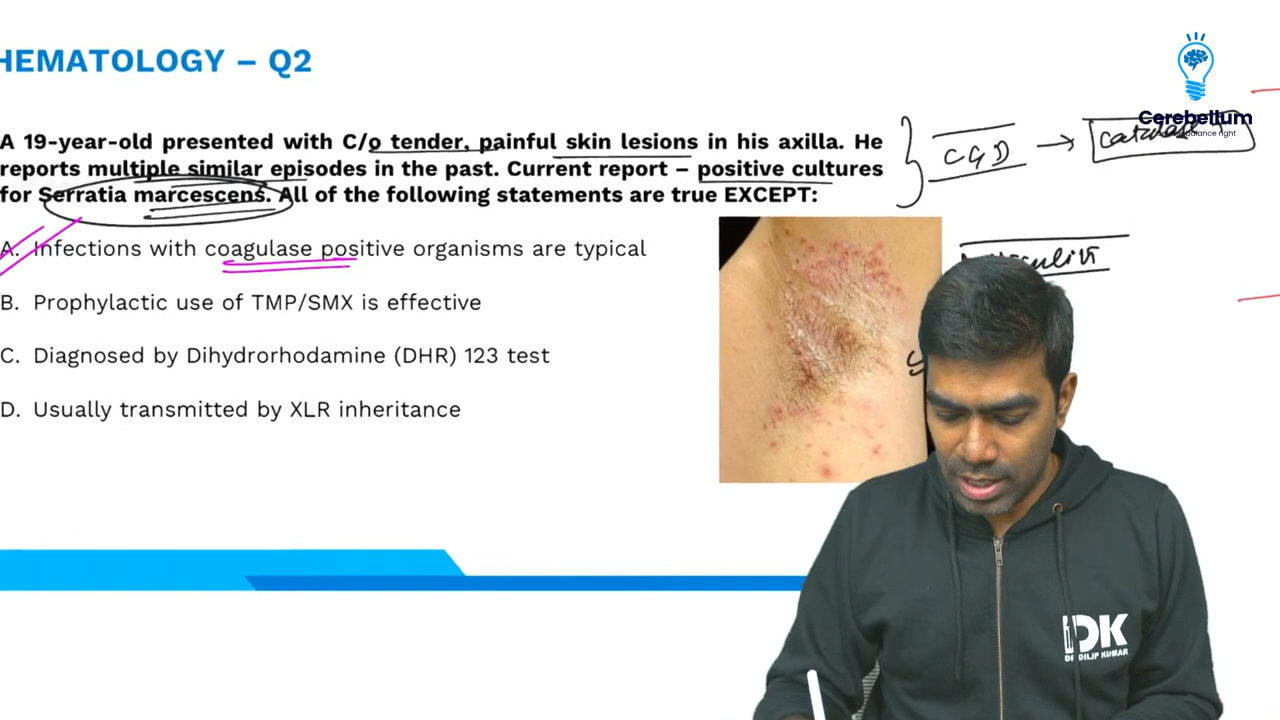 HEMATOLOGY – Q2
Cerebellum
A 19-year-old presented with C/o tender, painful skin lesions in his axilla. He
reports multiple similar episodes in the past. Current report – positive cultures
for Serratia marcescens. All of the following statements are true EXCEPT:
CGD →
A. Infections with coagulase positive organisms are typical
B. Prophylactic use of TMP/SMX is effective
C. Diagnosed by Dihydrorhodamine (DHR) 123 test
D. Usually transmitted by XLR inheritance
DK
DR DILIP KUMAR